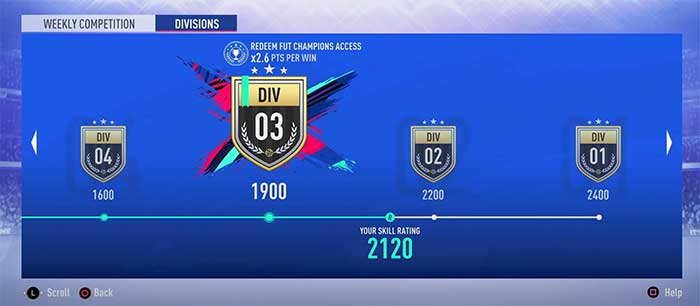 WEEKLY COMPETITION
DIVISIONS
REDEEM FUT CHAMPIONS ACCESS
x2.6 PTS PER WIN
DIV
04
1600
DIV
03
1900
DIV
02
2200
DIV
01
2400
YOUR SKILL RATING
2120
L Scroll
Back
Help